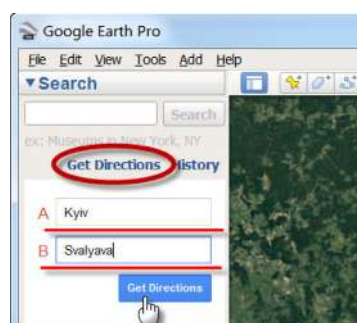 Google Earth Pro
File Edit View Tools Add Help
▼ Search
Search
ex: Museums in New York, NY
Get Directions History
A Kyiv
B Svalyava
Get Directions